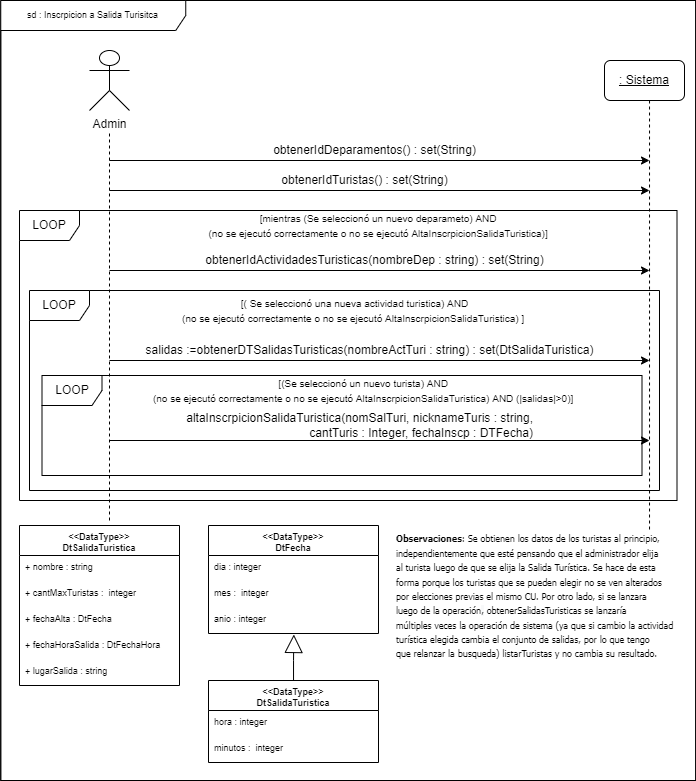 sd : Inscrpicion a Salida Turisitca
: Sistema
Admin
obtenerIdDeparamentos() : set(String)
obtenerIdTuristas() : set(String)
LOOP
[mientras (Se seleccionó un nuevo deparameto) AND
(no se ejecutó correctamente o no se ejecutó AltaInscrpicionSalidaTuristica)]
obtenerIdActividadesTuristicas(nombreDep : string) : set(String)
LOOP
[( Se seleccionó una nueva actividad turistica) AND
(no se ejecutó correctamente o no se ejecutó AltaInscrpicionSalidaTuristica) ]
salidas :=obtenerDTSalidasTuristicas(nombreActTuri : string) : set(DtSalidaTuristica)
LOOP
[(Se seleccionó un nuevo turista) AND
(no se ejecutó correctamente o no se ejecutó AltaInscrpicionSalidaTuristica) AND (|salidas|>0)]
altaInscrpicionSalidaTuristica(nomSalTuri, nicknameTuris : string,
cantTuris : Integer, fechaInscp : DTFecha)
<<DataType>>
DtSalidaTuristica
+ nombre : string
+ cantMaxTuristas : integer
+ fechaAlta : DtFecha
+ fechaHoraSalida : DtFechaHora
+ lugarSalida : string
<<DataType>>
DtFecha
dia : integer
mes : integer
anio : integer
<<DataType>>
DtSalidaTuristica
hora : integer
minutos : integer
Observaciones: Se obtienen los datos de los turistas al principio,
independientemente que esté pensando que el administrador elija
al turista luego de que se elija la Salida Turística. Se hace de esta
forma porque los turistas que se pueden elegir no se ven alterados
por elecciones previas el mismo CU. Por otro lado, si se lanzara
luego de la operación, obtenerSalidasTuristicas se lanzaría
múltiples veces la operación de sistema (ya que si cambio la actividad
turística elegida cambia el conjunto de salidas, por lo que tengo
que relanzar la busqueda) listarTuristas y no cambia su resultado.